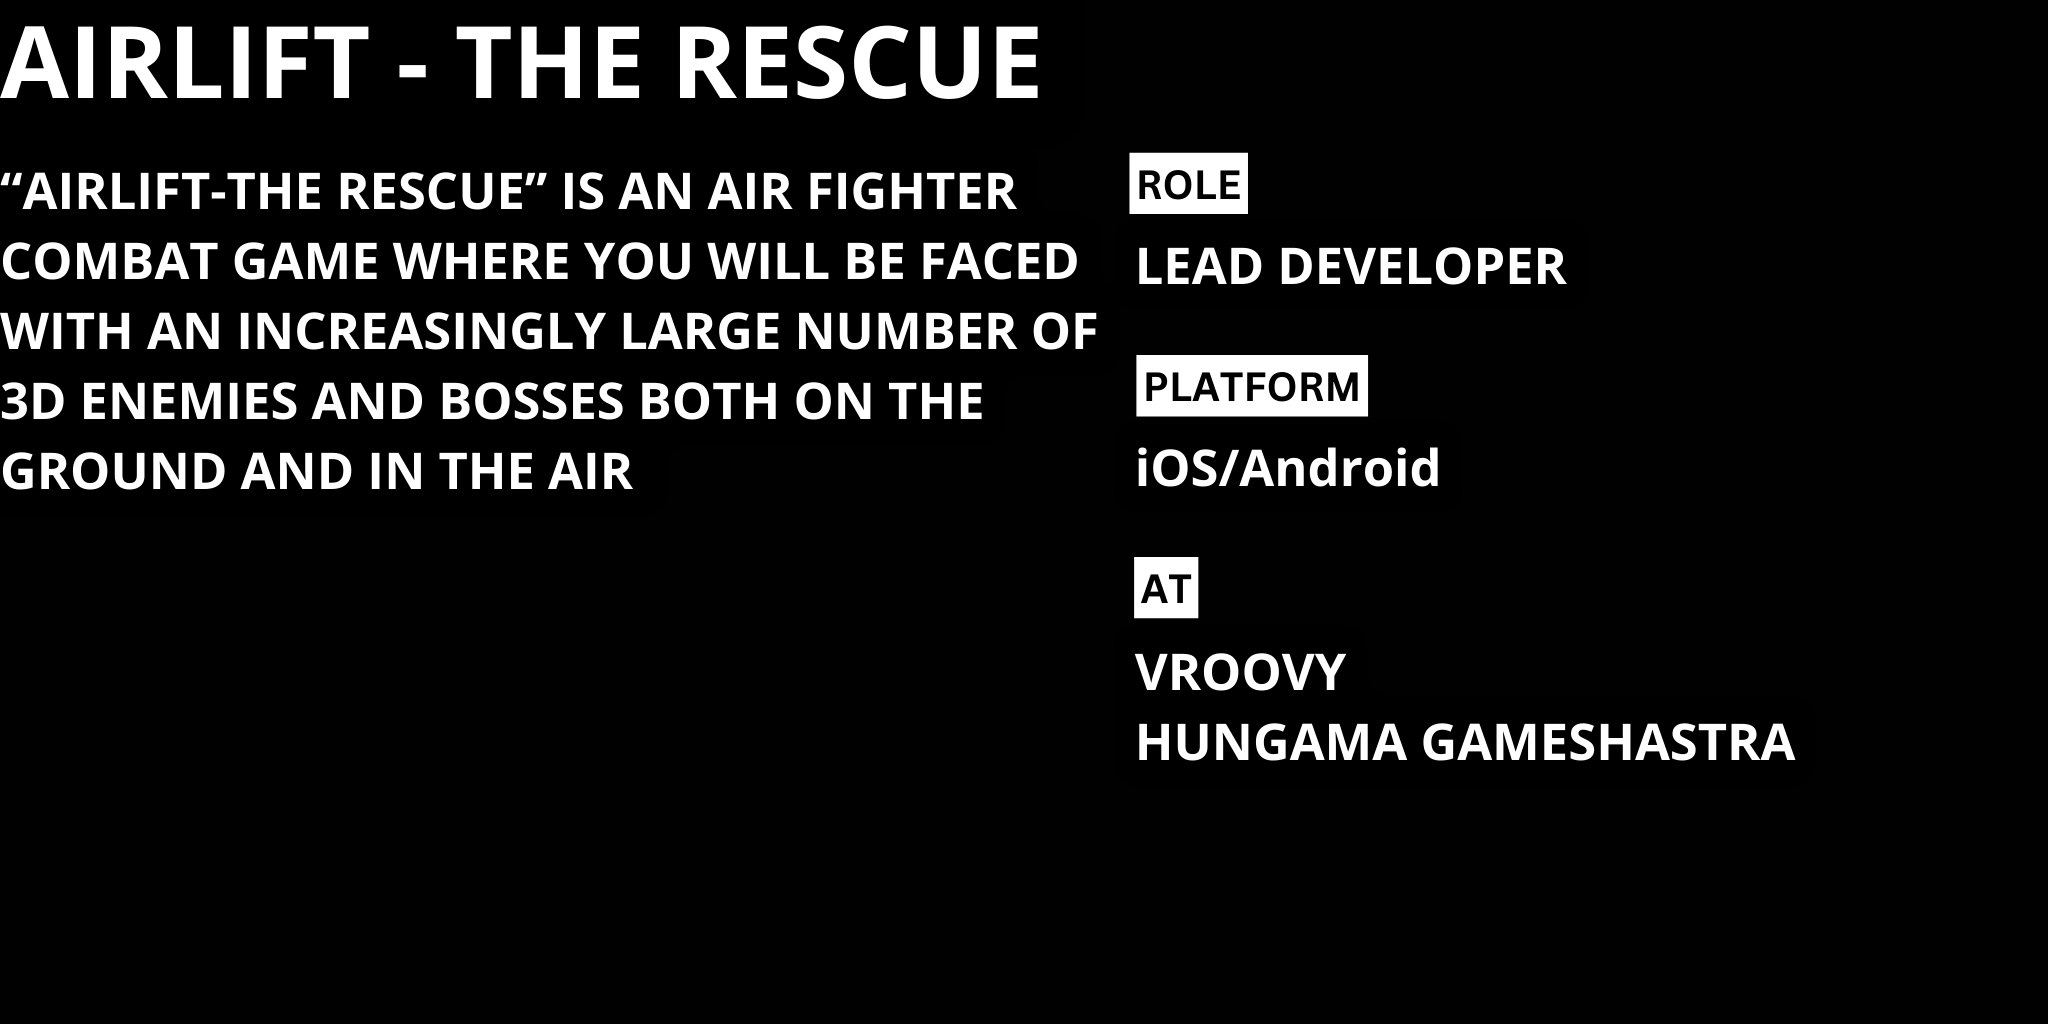 AIRLIFT - THE RESCUE
“AIRLIFT-THE RESCUE” IS AN AIR FIGHTER
COMBAT GAME WHERE YOU WILL BE FACED
WITH AN INCREASINGLY LARGE NUMBER OF
3D ENEMIES AND BOSSES BOTH ON THE
GROUND AND IN THE AIR
ROLE
LEAD DEVELOPER
PLATFORM
iOS/Android
AT
VROOVY
HUNGAMA GAMESHASTRA